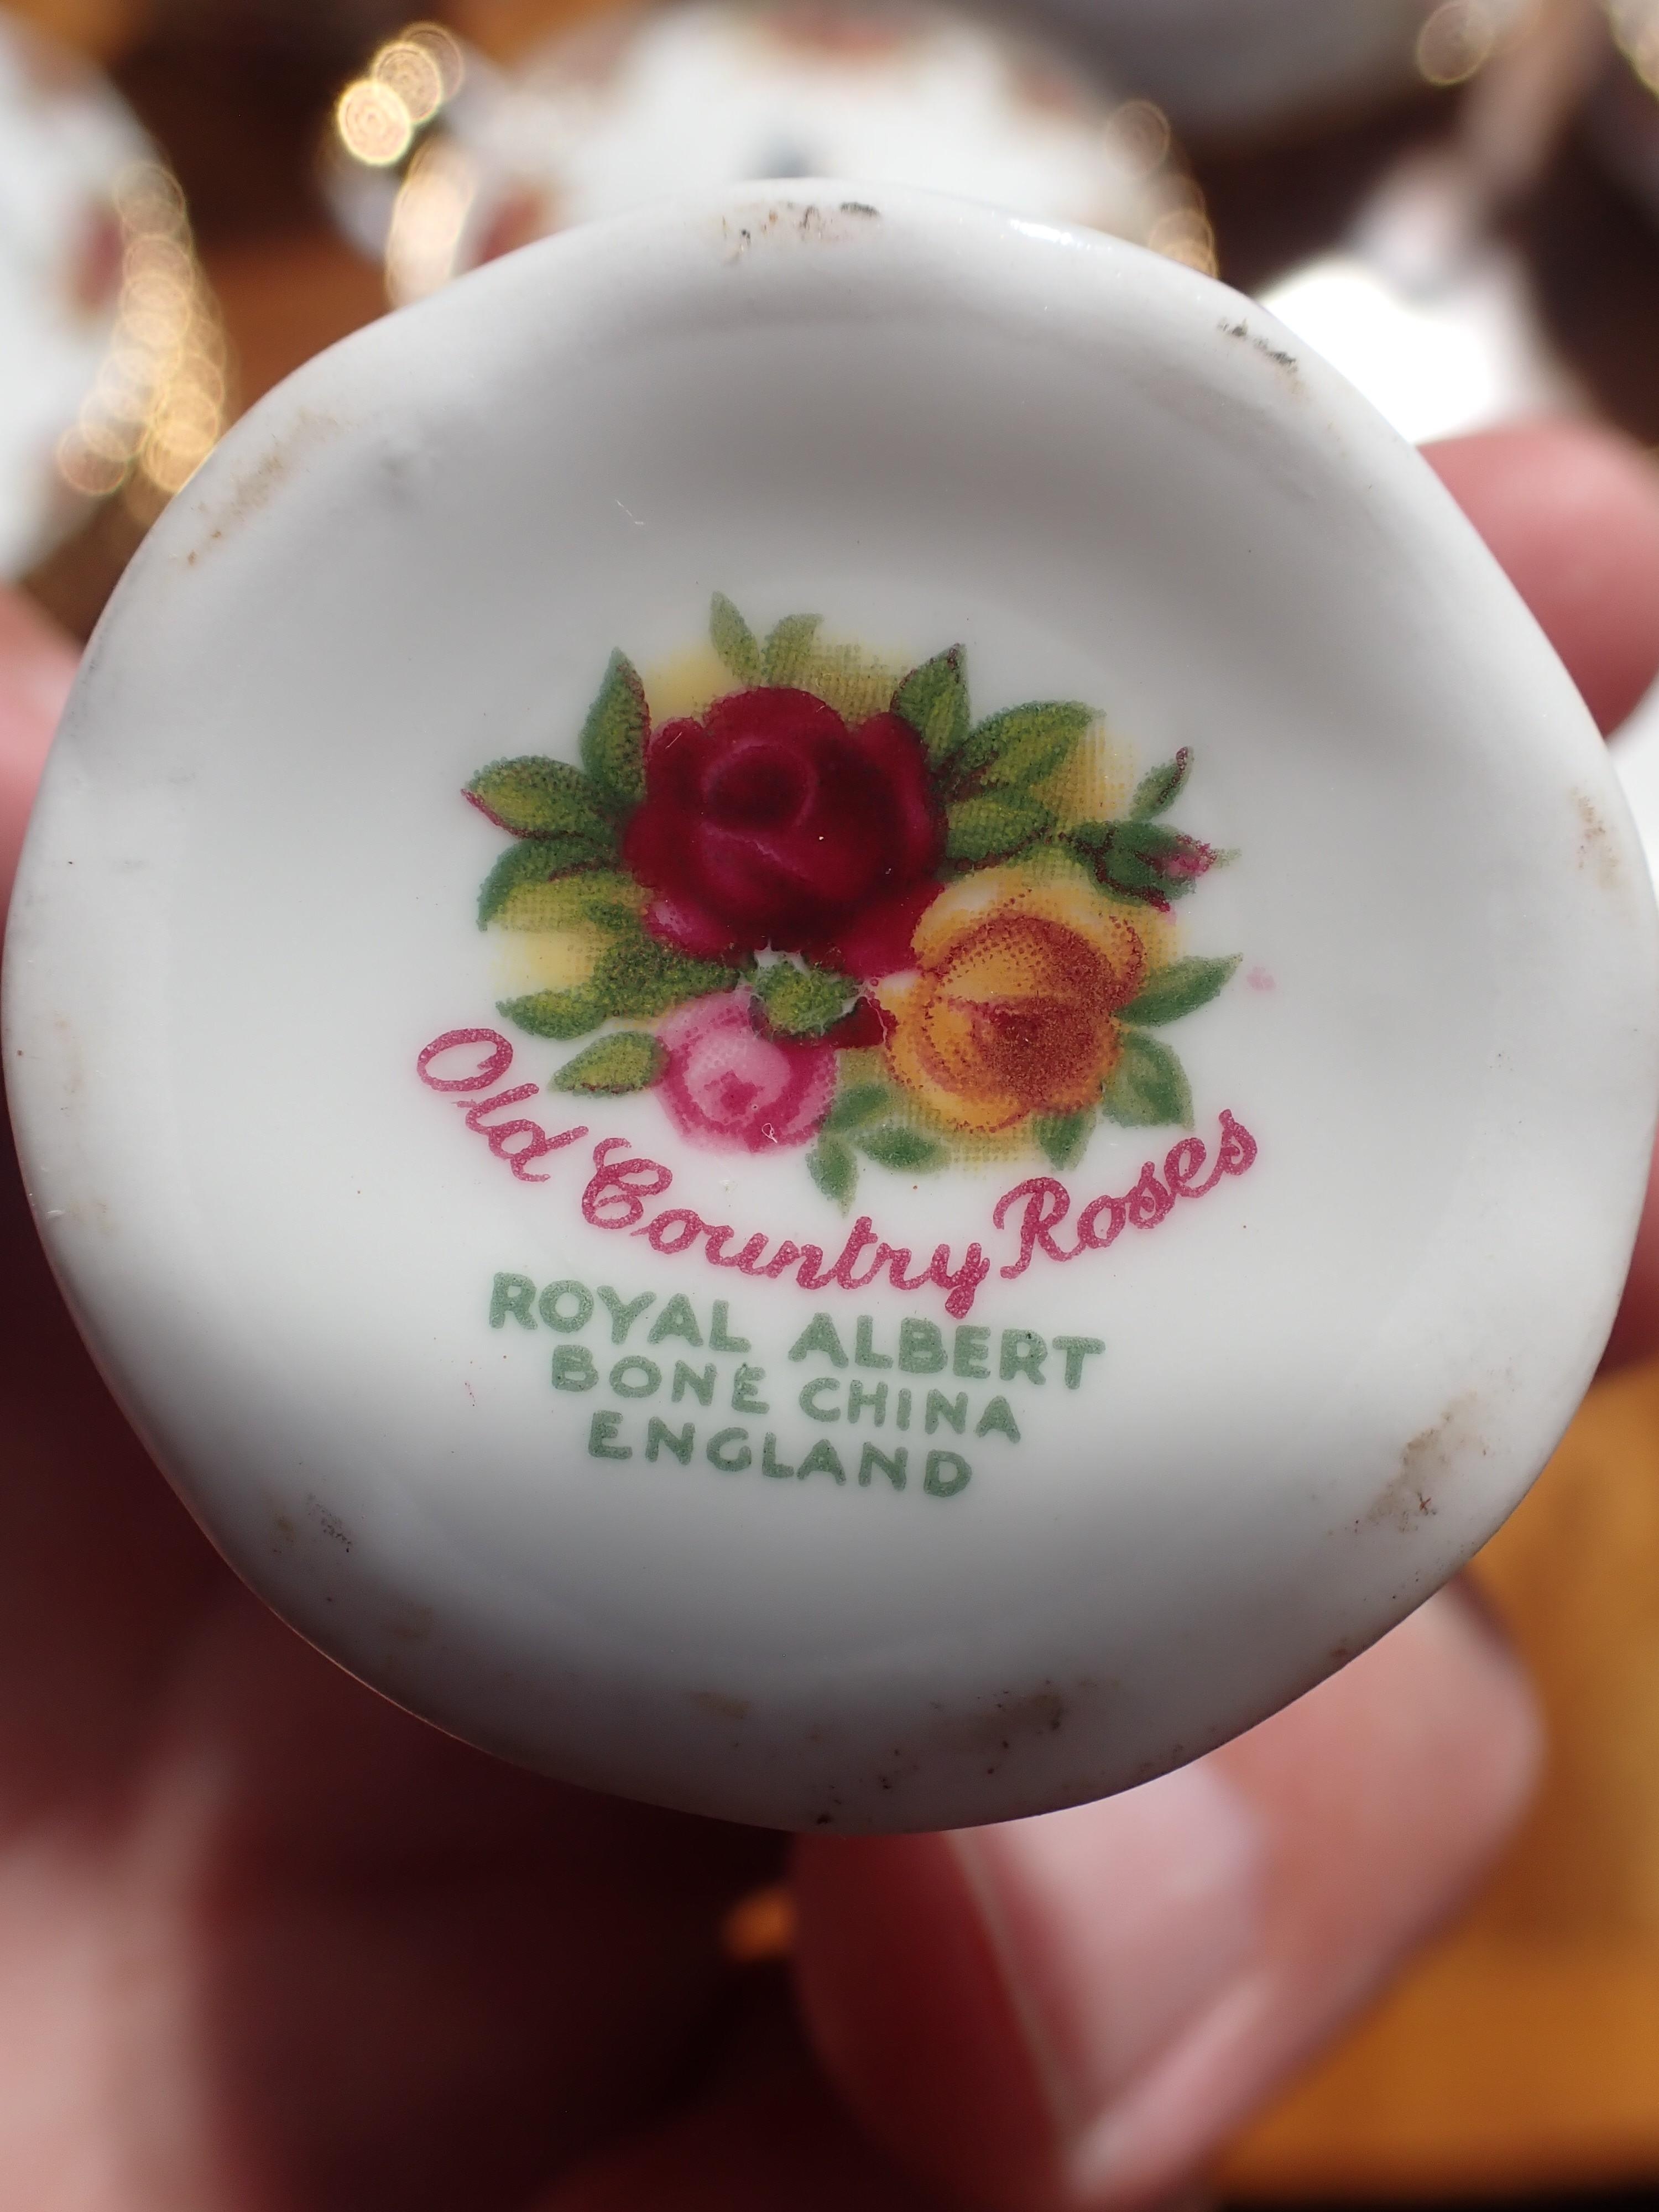 Old Country Roses
ROYAL ALBERT
BONE CHINA
ENGLAND